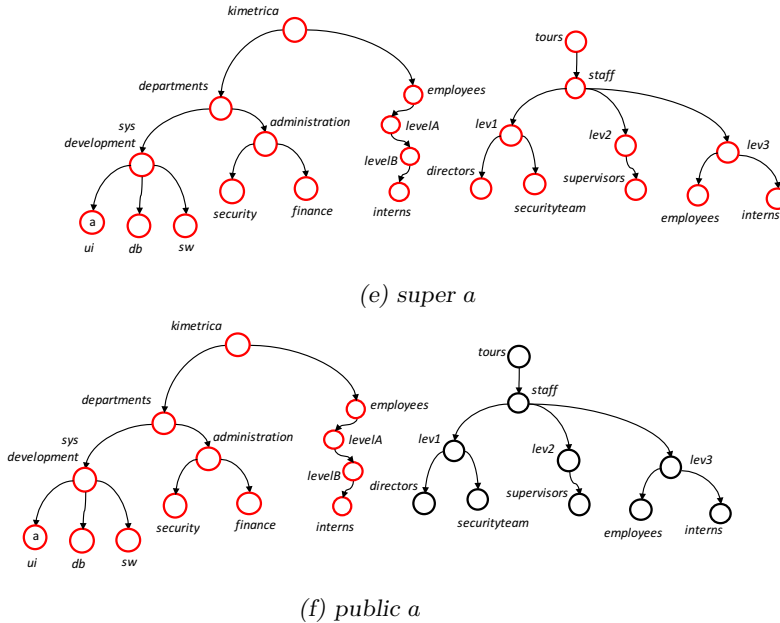 kimetrica
tours
departments
employees
staff
sys
development
administration
levelA
lev1
lev2
lev3
levelB
directors
supervisors
security
finance
interns
securityteam
employees
interns
a
ui
db
sw
(e) super a
kimetrica
tours
departments
employees
staff
sys
development
administration
levelA
lev1
lev2
lev3
levelB
directors
supervisors
security
finance
interns
securityteam
employees
interns
a
ui
db
sw
(f) public a